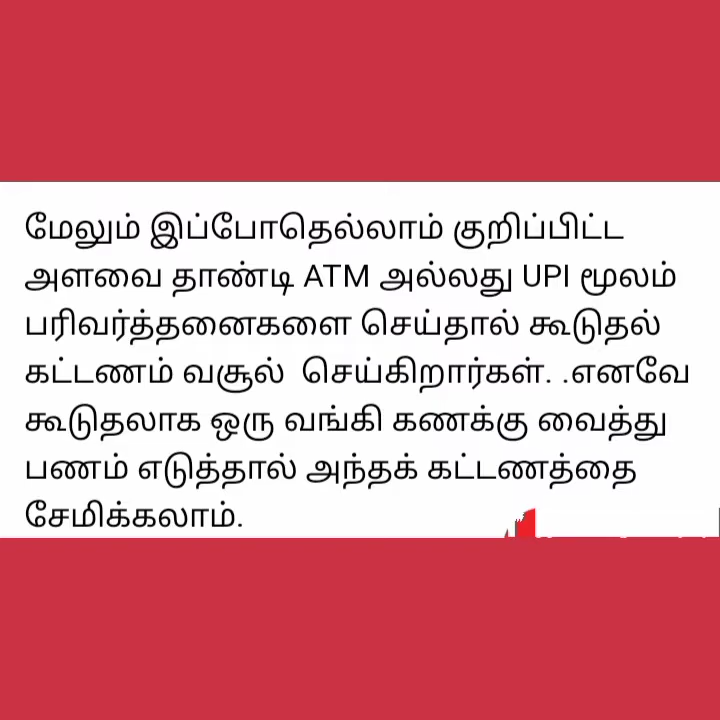 மேலும் இப்போதெல்லாம் குறிப்பிட்ட
அளவை தாண்டி ATM அல்லது UPI மூலம்
பரிவர்த்தனைகளை செய்தால் கூடுதல்
கட்டணம் வசூல்  செய்கிறார்கள். .எனவே
கூடுதலாக ஒரு வங்கி கணக்கு வைத்து
பணம் எடுத்தால் அந்தக் கட்டணத்தை
சேமிக்கலாம்.